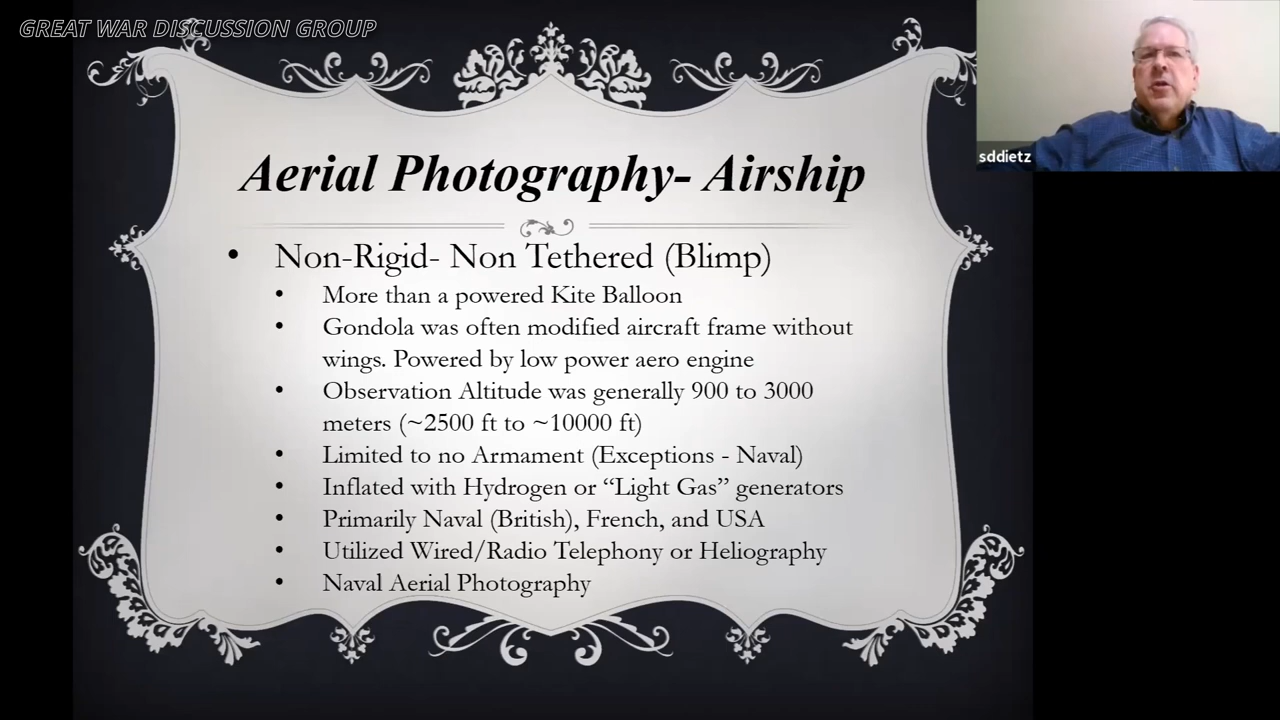 GREAT WAR DISCUSSION GROUP
sddietz
Aerial Photography- Airship
• Non-Rigid- Non Tethered (Blimp)
• More than a powered Kite Balloon
• Gondola was often modified aircraft frame without
wings. Powered by low power aero engine
• Observation Altitude was generally 900 to 3000
meters (~2500 ft to ~10000 ft)
• Limited to no Armament (Exceptions - Naval)
• Inflated with Hydrogen or “Light Gas” generators
• Primarily Naval (British), French, and USA
• Utilized Wired/Radio Telephony or Heliography
• Naval Aerial Photography